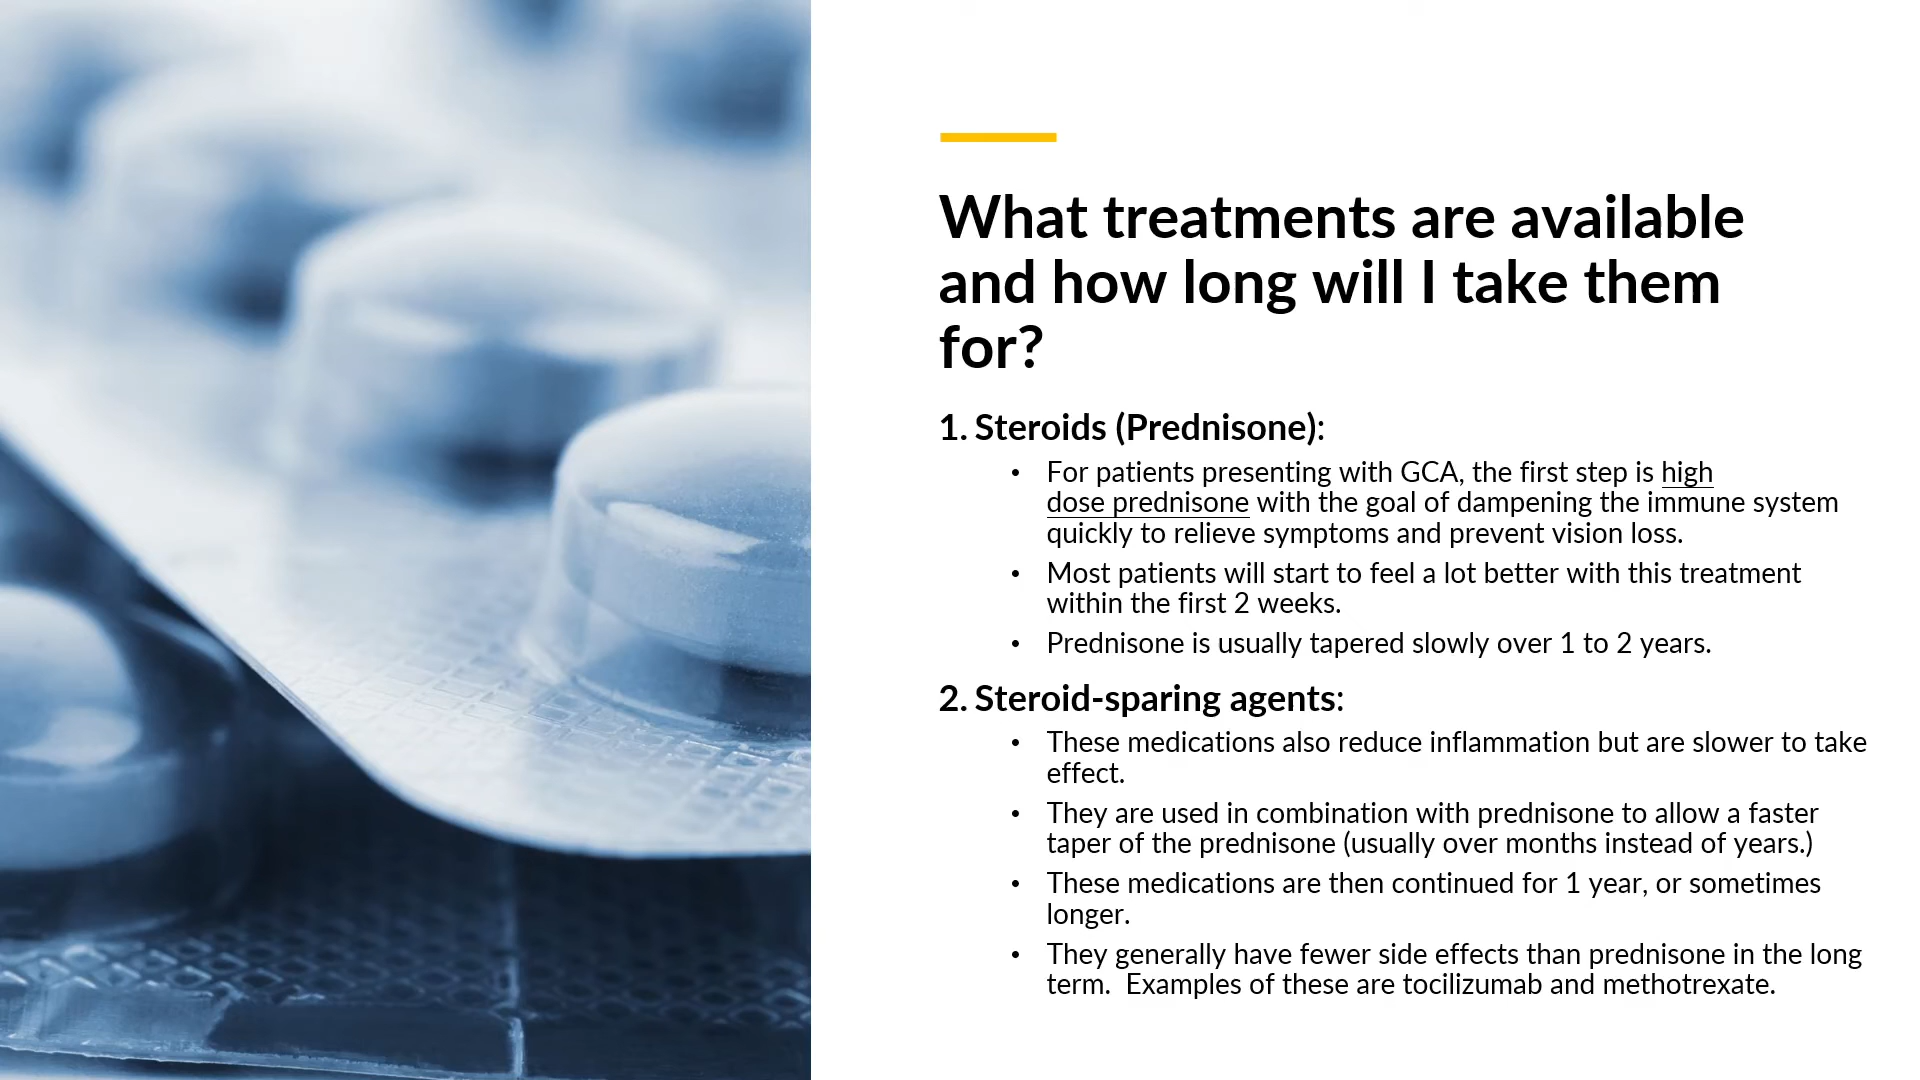 What treatments are available
and how long will I take them
for?
1. Steroids (Prednisone):
• For patients presenting with GCA, the first step is high
dose prednisone with the goal of dampening the immune system
quickly to relieve symptoms and prevent vision loss.
• Most patients will start to feel a lot better with this treatment
within the first 2 weeks.
• Prednisone is usually tapered slowly over 1 to 2 years.
2. Steroid-sparing agents:
• These medications also reduce inflammation but are slower to take
effect.
• They are used in combination with prednisone to allow a faster
taper of the prednisone (usually over months instead of years.)
• These medications are then continued for 1 year, or sometimes
longer.
• They generally have fewer side effects than prednisone in the long
term.  Examples of these are tocilizumab and methotrexate.